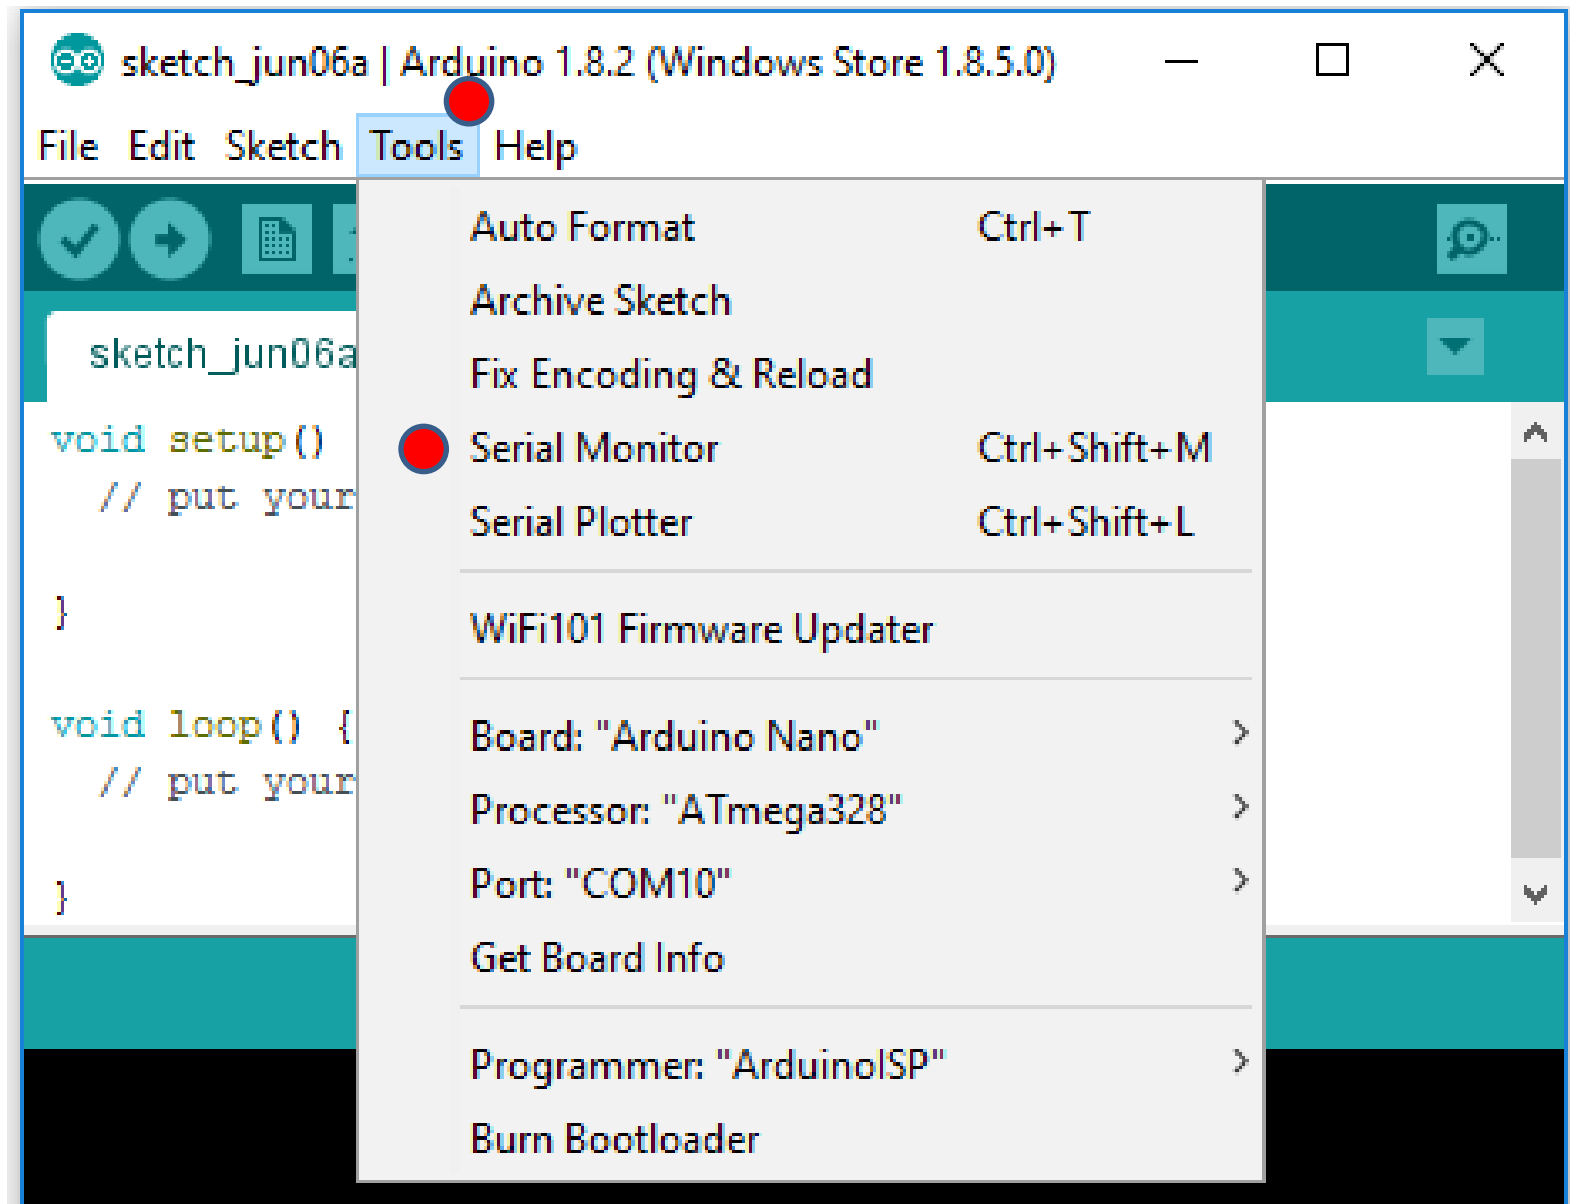 sketch_jun06a | Arduino 1.8.2 (Windows Store 1.8.5.0)
File Edit Sketch Tools Help
Auto Format Ctrl+T
Archive Sketch
sketch_jun06a
Fix Encoding & Reload
void setup()
Serial Monitor Ctrl+Shift+M
// put your
Serial Plotter Ctrl+Shift+L
}
WiFi101 Firmware Updater
void loop() {
Board: "Arduino Nano"
// put your
Processor: "ATmega328"
Port: "COM10"
}
Get Board Info
Programmer: "ArduinoISP"
Burn Bootloader